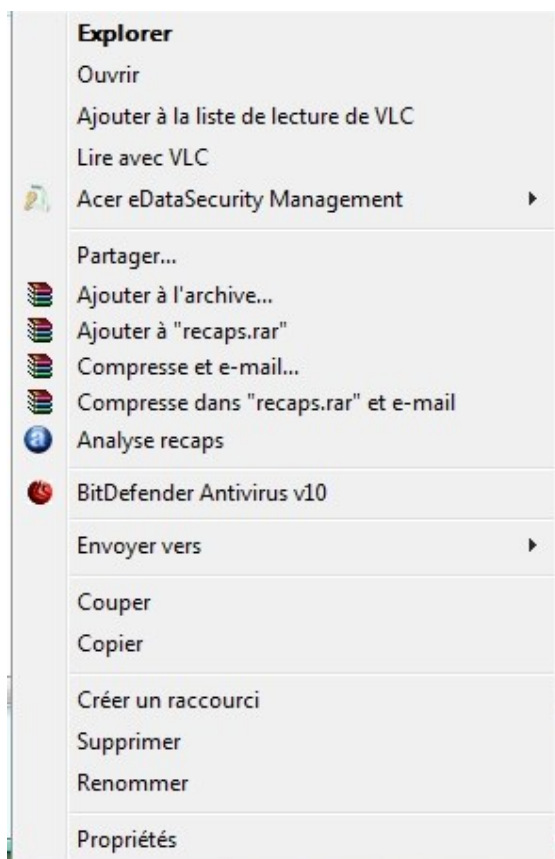 Explorer
Ouvrir
Ajouter à la liste de lecture de VLC
Lire avec VLC
Acer eDataSecurity Management
Partager...
Ajouter à l'archive...
Ajouter à "recaps.rar"
Compresse et e-mail...
Compresse dans "recaps.rar" et e-mail
Analyse recaps
BitDefender Antivirus v10
Envoyer vers
Couper
Copier
Créer un raccourci
Supprimer
Renommer
Propriétés